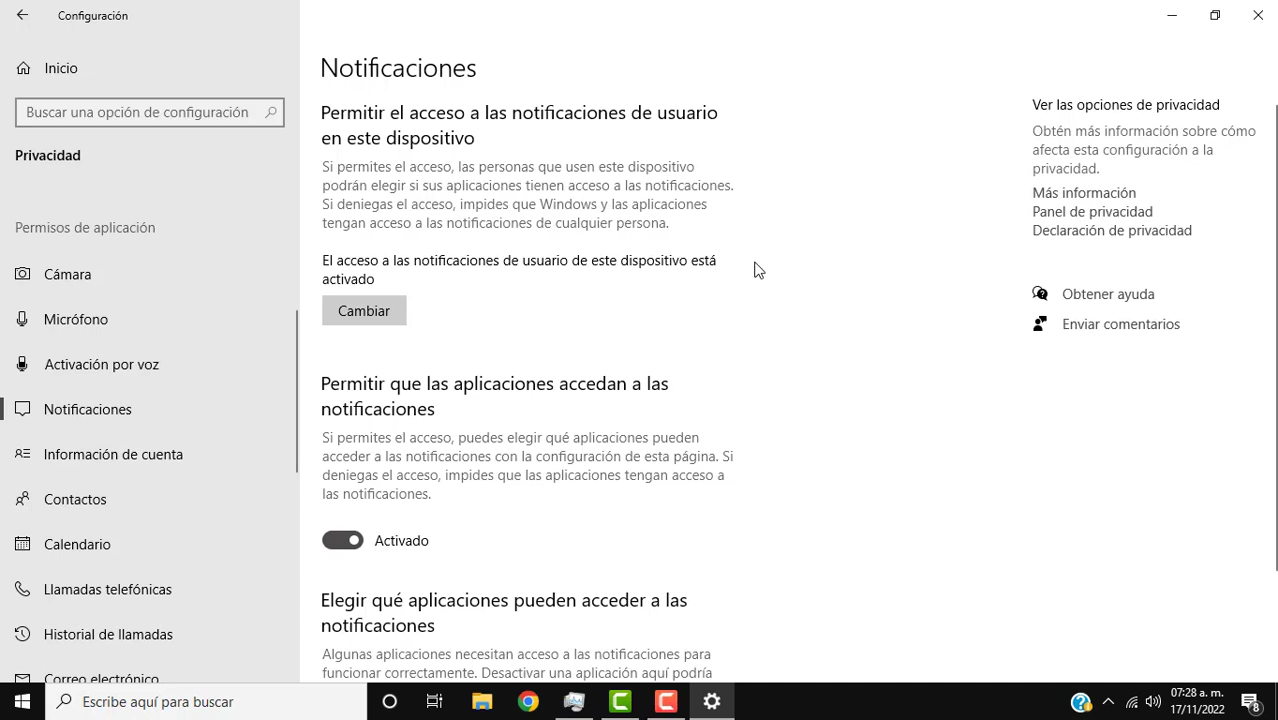 Configuración
Inicio
Buscar una opción de configuración
Privacidad
Permisos de aplicación
Cámara
Micrófono
Activación por voz
Notificaciones
Información de cuenta
Contactos
Calendario
Llamadas telefónicas
Historial de llamadas
Correo electrónico
Notificaciones
Permitir el acceso a las notificaciones de usuario
en este dispositivo
Si permites el acceso, las personas que usen este dispositivo
podrán elegir si sus aplicaciones tienen acceso a las notificaciones.
Si deniegas el acceso, impides que Windows y las aplicaciones
tengan acceso a las notificaciones de cualquier persona.
El acceso a las notificaciones de usuario de este dispositivo está
activado
Cambiar
Permitir que las aplicaciones accedan a las
notificaciones
Si permites el acceso, puedes elegir qué aplicaciones pueden
acceder a las notificaciones con la configuración de esta página. Si
deniegas el acceso, impides que las aplicaciones tengan acceso a
las notificaciones.
Activado
Elegir qué aplicaciones pueden acceder a las
notificaciones
Algunas aplicaciones necesitan acceso a las notificaciones para
funcionar correctamente. Desactivar una aplicación aquí podría
Ver las opciones de privacidad
Obtén más información sobre cómo
afecta esta configuración a la
privacidad.
Más información
Panel de privacidad
Declaración de privacidad
Obtener ayuda
Enviar comentarios
Escribe aquí para buscar
07:28 a. m.
17/11/2022
8